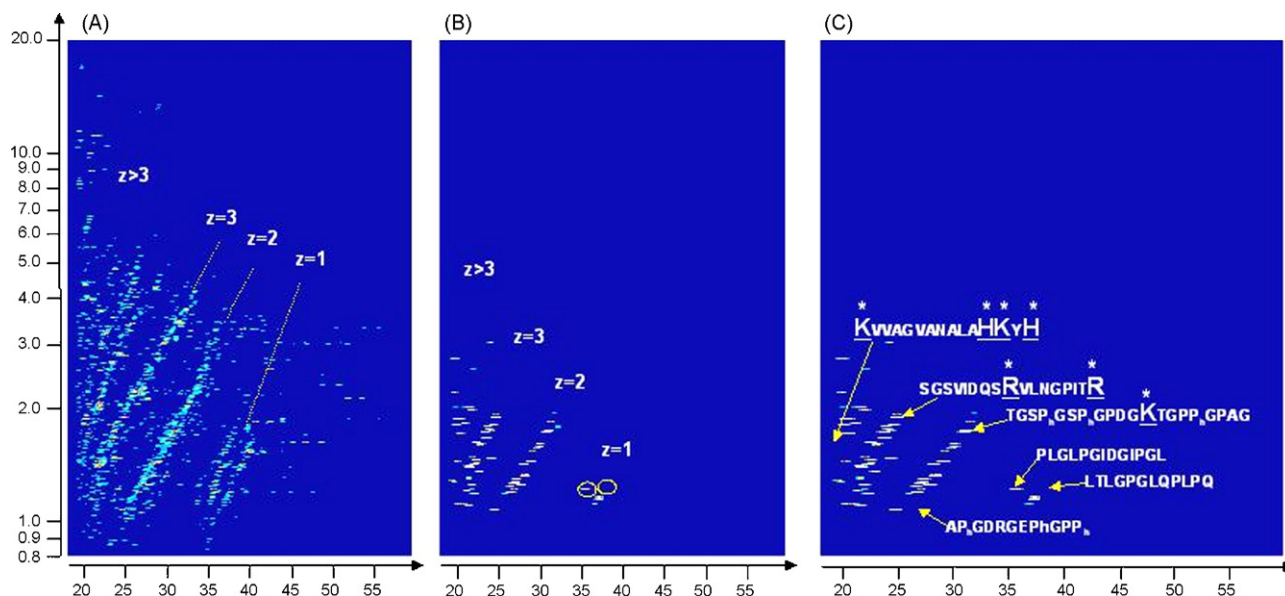 (A)
(B)
(C)
20.0
10.0
9.0
8.0
7.0
6.0
5.0
4.0
3.0
2.0
1.0
0.9
0.8
z>3
z=3
z=2
z=1
20 25 30 35 40 45 50 55
z>3
z=3
z=2
z=1
20 25 30 35 40 45 50 55
* * * *
KVVAGVANALAHKYH
* *
SGSVIDQSRVLNGPITR
*
TGSPhGSPhGPDGKTGPPhGPAG
PLGLPGIDGIPGL
LTLGPGLQPLPQ
APhGDRGEPhGPPh
20 25 30 35 40 45 50 55